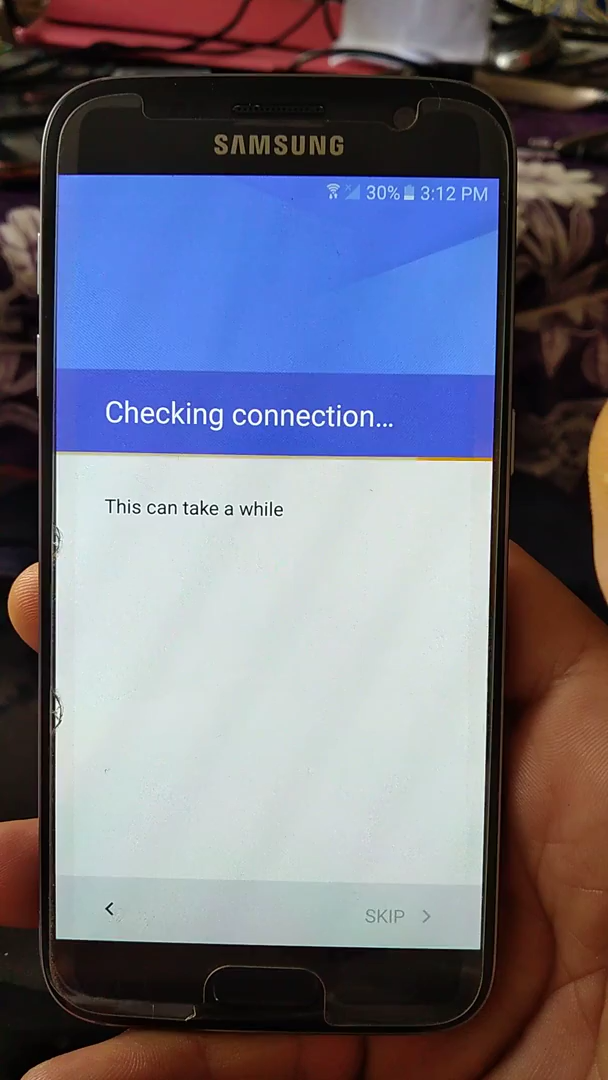 SAMSUNG
30% 3:12 PM
Checking connection...
This can take a while
SKIP